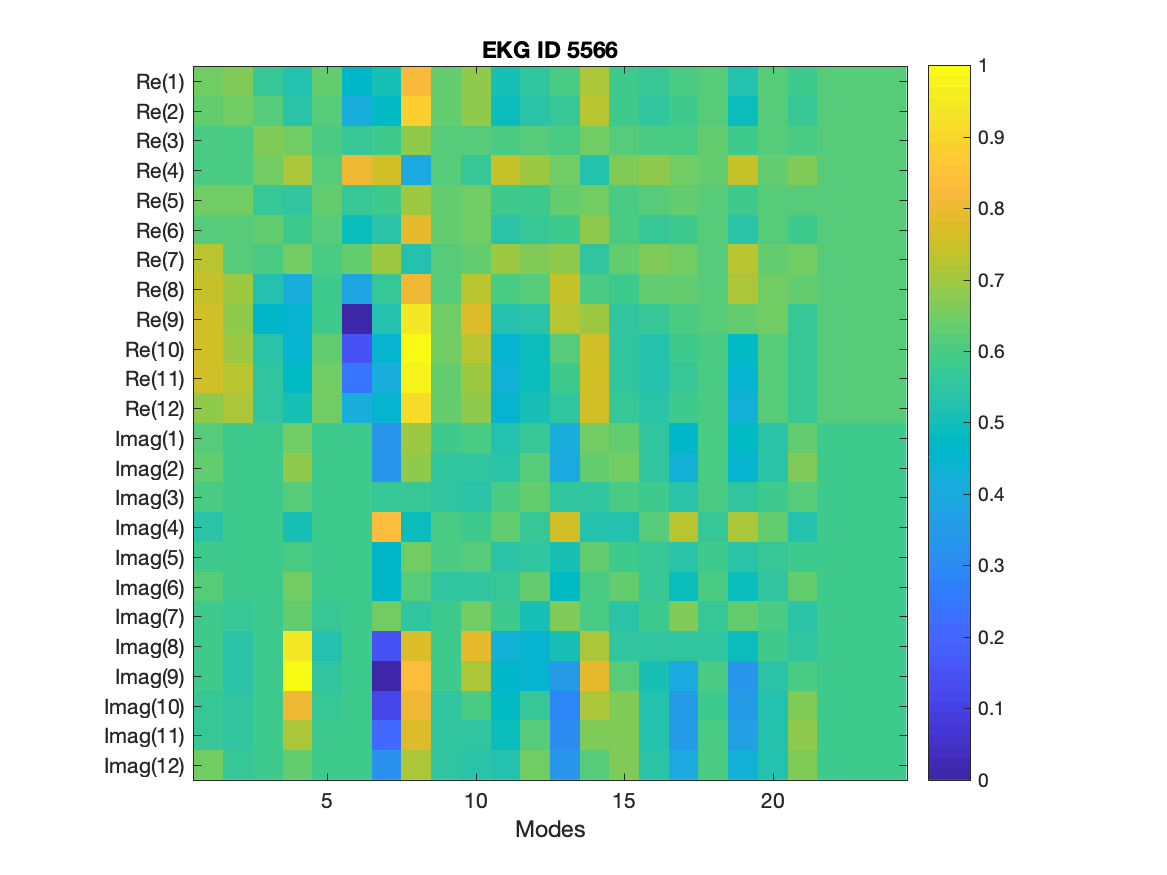 EKG ID 5566
Re(1)
Re(2)
Re(3)
Re(4)
Re(5)
Re(6)
Re(7)
Re(8)
Re(9)
Re(10)
Re(11)
Re(12)
Imag(1)
Imag(2)
Imag(3)
Imag(4)
Imag(5)
Imag(6)
Imag(7)
Imag(8)
Imag(9)
Imag(10)
Imag(11)
Imag(12)
5 10 15 20
Modes
1
0.9
0.8
0.7
0.6
0.5
0.4
0.3
0.2
0.1
0